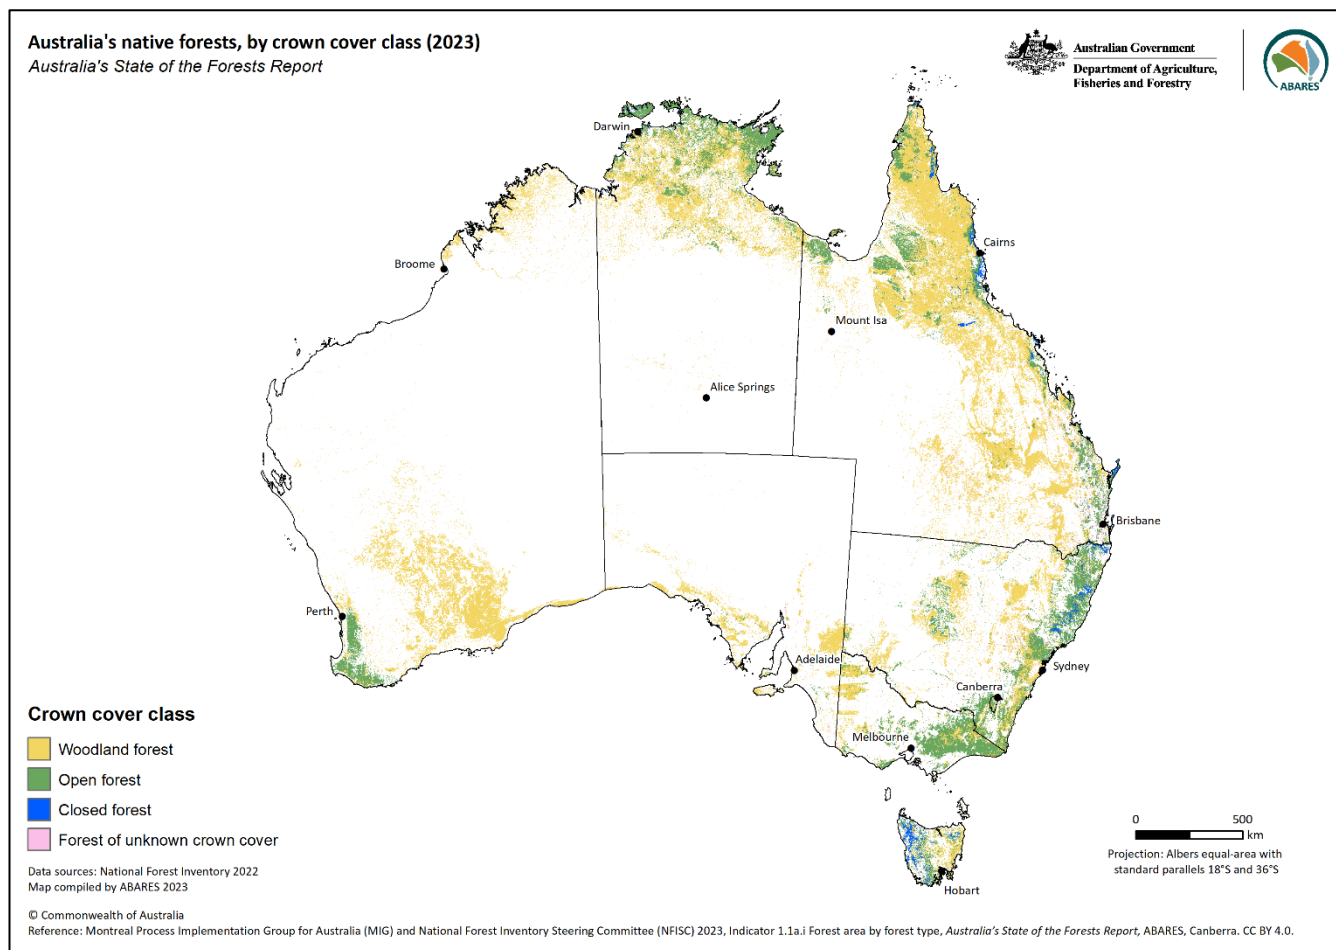 Australia's native forests, by crown cover class (2023)
Australia's State of the Forests Report
Australian Government
Department of Agriculture,
Fisheries and Forestry
ABARES
Darwin
Cairns
Broome
Mount Isa
Alice Springs
Brisbane
Perth
Adelaide
Sydney
Canberra
Melbourne
Hobart
Crown cover class
Woodland forest
Open forest
Closed forest
Forest of unknown crown cover
0 500
km
Projection: Albers equal-area with
standard parallels 18°S and 36°S
Data sources: National Forest Inventory 2022
Map compiled by ABARES 2023
© Commonwealth of Australia
Reference: Montreal Process Implementation Group for Australia (MIG) and National Forest Inventory Steering Committee (NFISC) 2023, Indicator 1.1a.i Forest area by forest type, Australia's State of the Forests Report, ABARES, Canberra. CC BY 4.0.